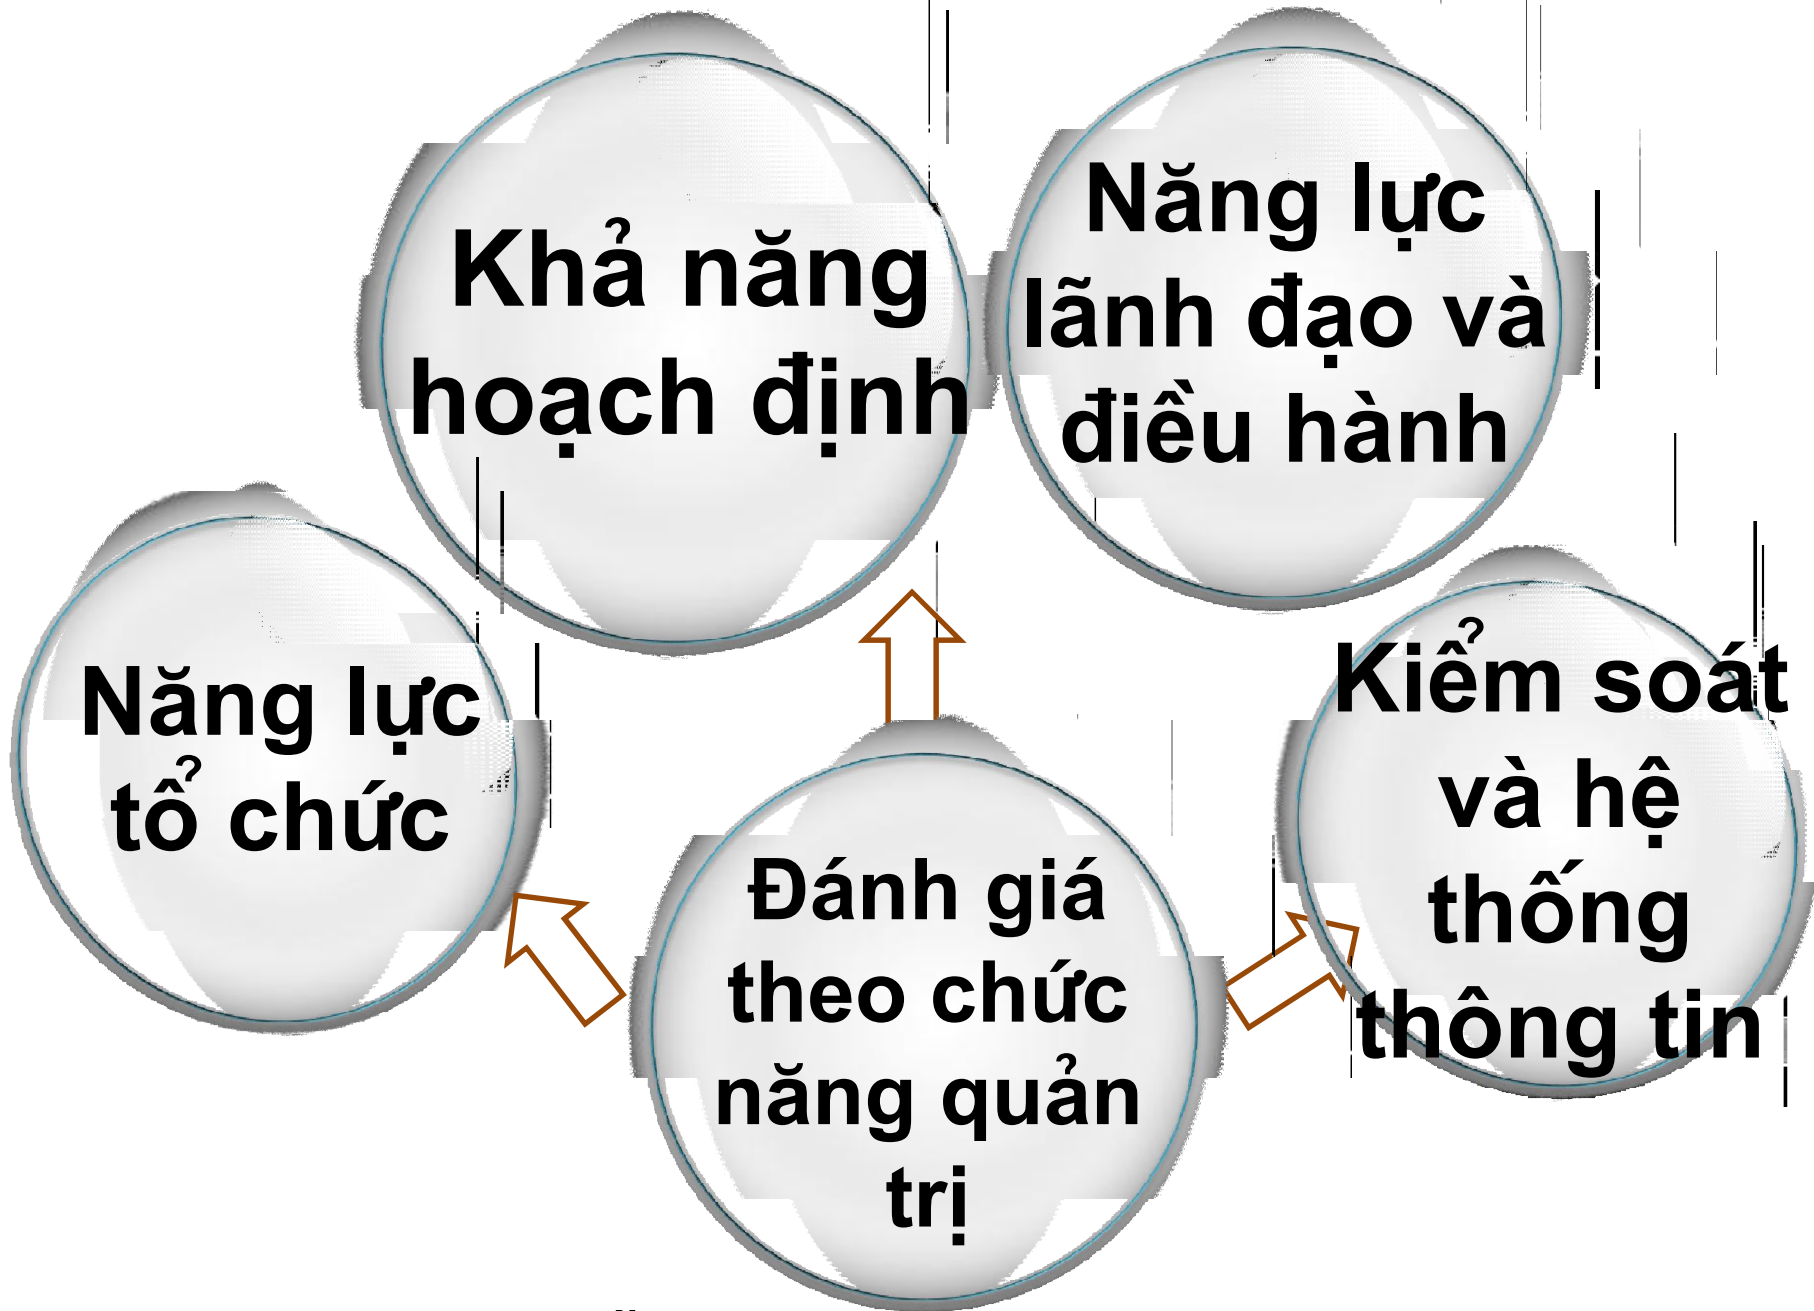 Khả năng
hoạch định
Năng lực
lãnh đạo và
điều hành
Năng lực
tổ chức
Kiểm soát
và hệ
thống
thông tin
Đánh giá
theo chức
năng quản
trị